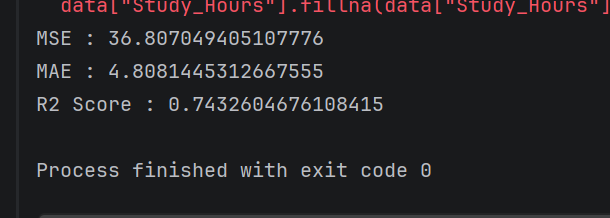 data["Study_Hours"].fillna(data["Study_Hours"]
MSE : 36.807049405107776
MAE : 4.8081445312667555
R2 Score : 0.7432604676108415
Process finished with exit code 0